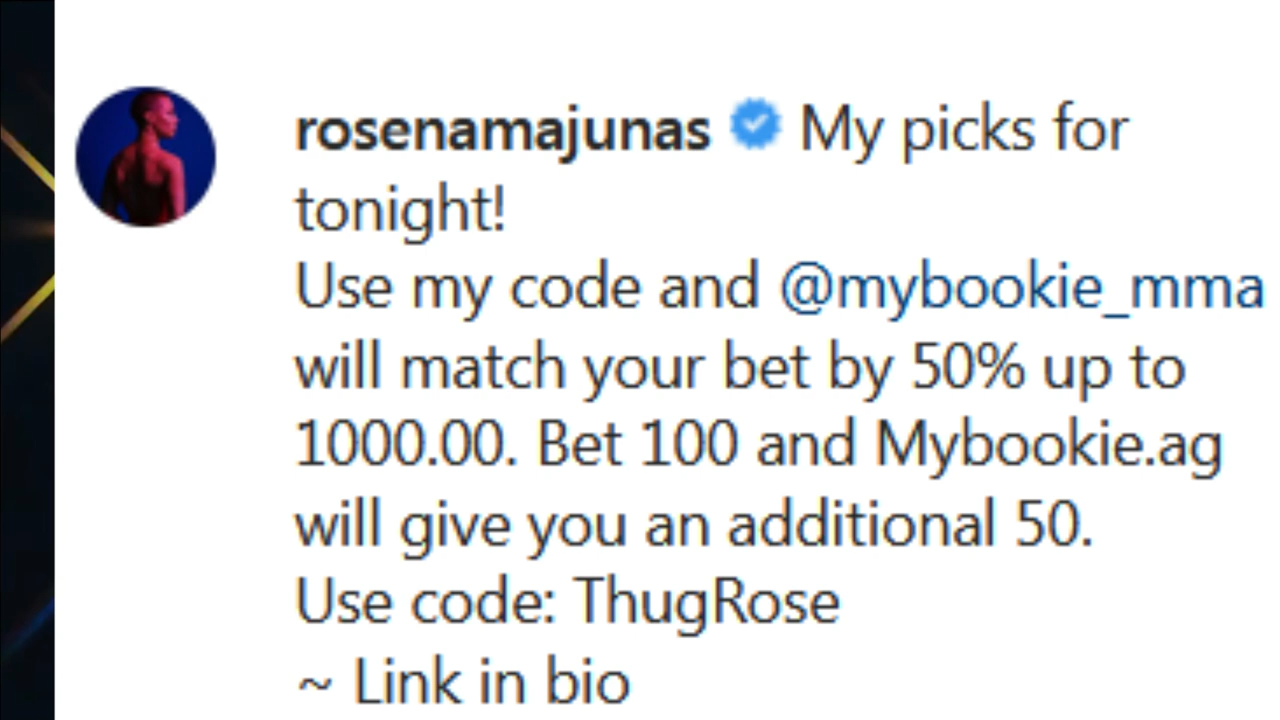 rosenamajunas My picks for
tonight!
Use my code and @mybookie_mma
will match your bet by 50% up to
1000.00. Bet 100 and Mybookie.ag
will give you an additional 50.
Use code: ThugRose
~ Link in bio